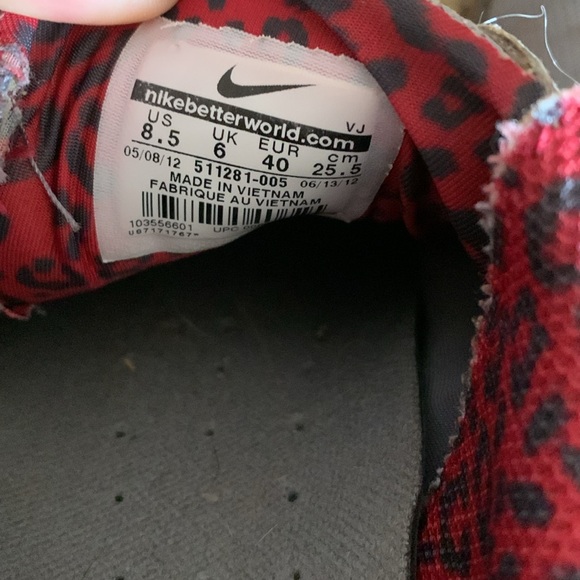 nikebetterworld.com
VJ
US UK EUR cm
8.5 6 40 25.5
05/08/12 511281-005 06/13/12
MADE IN VIETNAM
FABRIQUE AU VIETNAM
103556601 UPC